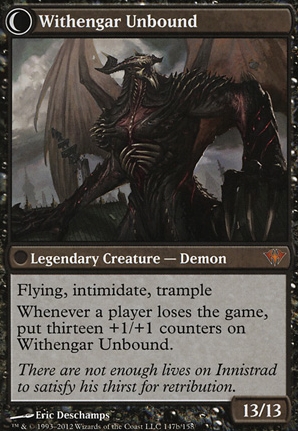 Withengar Unbound
Legendary Creature — Demon
Flying, intimidate, trample
Whenever a player loses the game,
put thirteen +1/+1 counters on
Withengar Unbound.
There are not enough lives on Innistrad
to satisfy his thirst for retribution.
Eric Deschamps
™ & © 1993–2012 Wizards of the Coast LLC 147b/158
13/13